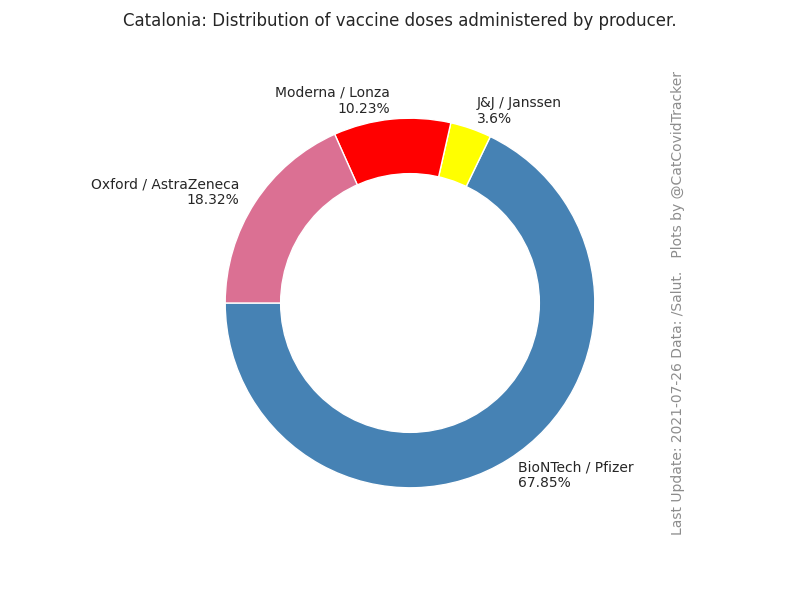 Catalonia: Distribution of vaccine doses administered by producer.
Moderna / Lonza
10.23%
J&J / Janssen
3.6%
Oxford / AstraZeneca
18.32%
BioNTech / Pfizer
67.85%
Last Update: 2021-07-26 Data: /Salut.   Plots by @CatCovidTracker